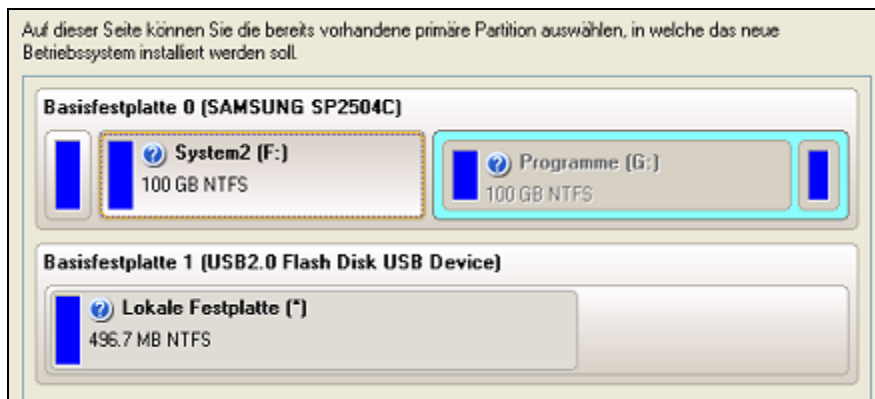 Auf dieser Seite können Sie die bereits vorhandene primäre Partition auswählen, in welche das neue
Betriebssystem installiert werden soll.
Basisfestplatte 0 (SAMSUNG SP2504C)
System2 (F:)
100 GB NTFS
Programme (G:)
100 GB NTFS
Basisfestplatte 1 (USB2.0 Flash Disk USB Device)
Lokale Festplatte (*)
496.7 MB NTFS